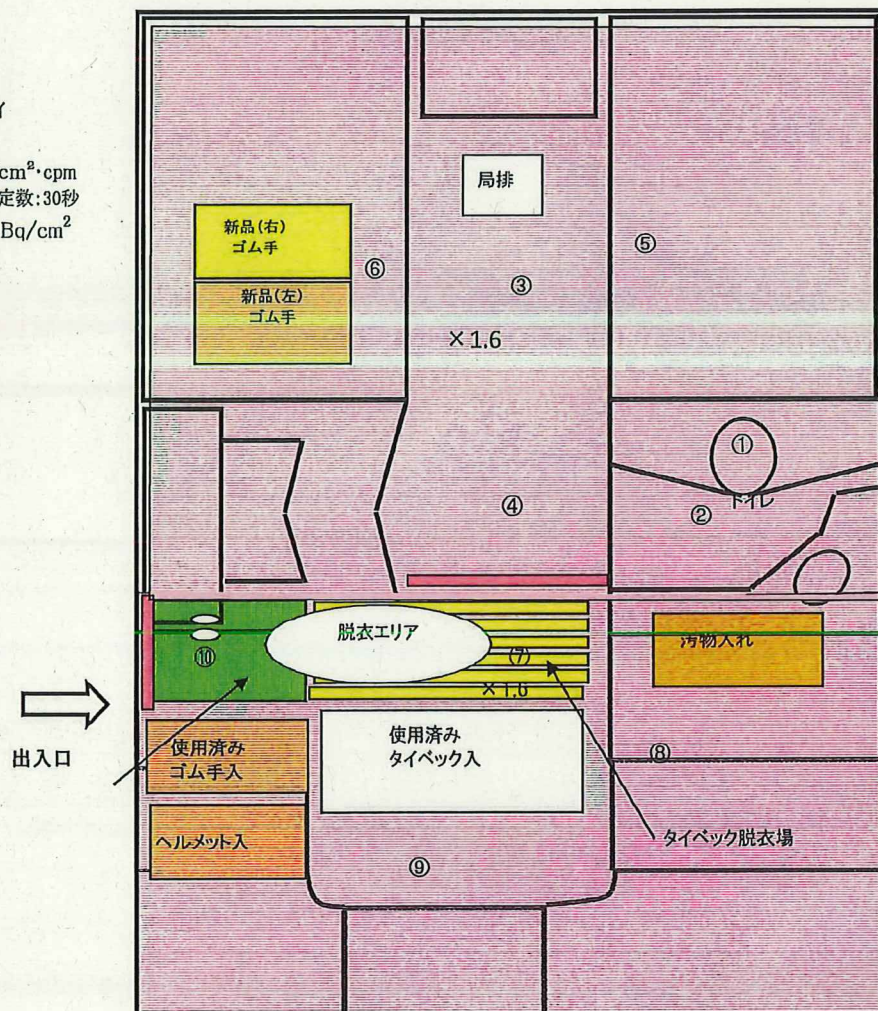 ィ
cm²・cpm
定数:30秒
Bq/cm²
局排
新品(右)
ゴム手
新品(左)
ゴム手
⑥
③
⑤
×1.6
①
④
②
トイレ
脱衣エリア
⑩
(7)
×1.6
汚物入れ
出入口
使用済み
ゴム手入
使用済み
タイベック入
⑧
ヘルメット入
タイベック脱衣場
⑨